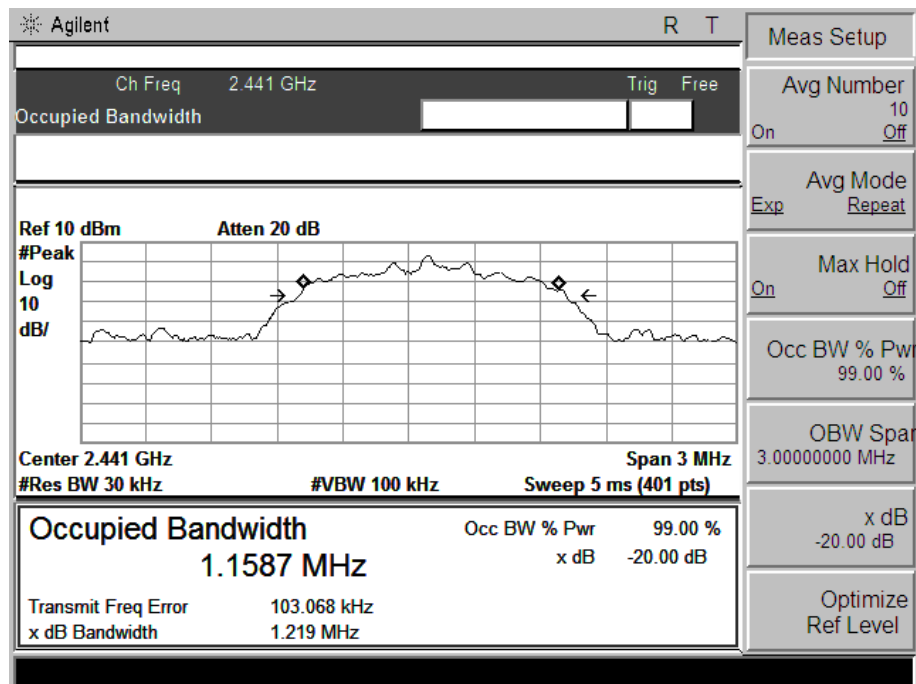 Agilent R T
Ch Freq 2.441 GHz Trig Free
Occupied Bandwidth
Ref 10 dBm Atten 20 dB
#Peak
Log
10
dB/
Center 2.441 GHz Span 3 MHz
#Res BW 30 kHz #VBW 100 kHz Sweep 5 ms (401 pts)
Occupied Bandwidth
1.1587 MHz
Occ BW % Pwr 99.00 %
x dB -20.00 dB
Transmit Freq Error 103.068 kHz
x dB Bandwidth 1.219 MHz
Meas Setup
Avg Number
10
On Off
Avg Mode
Exp Repeat
Max Hold
On Off
Occ BW % Pwr
99.00 %
OBW Span
3.00000000 MHz
x dB
-20.00 dB
Optimize
Ref Level